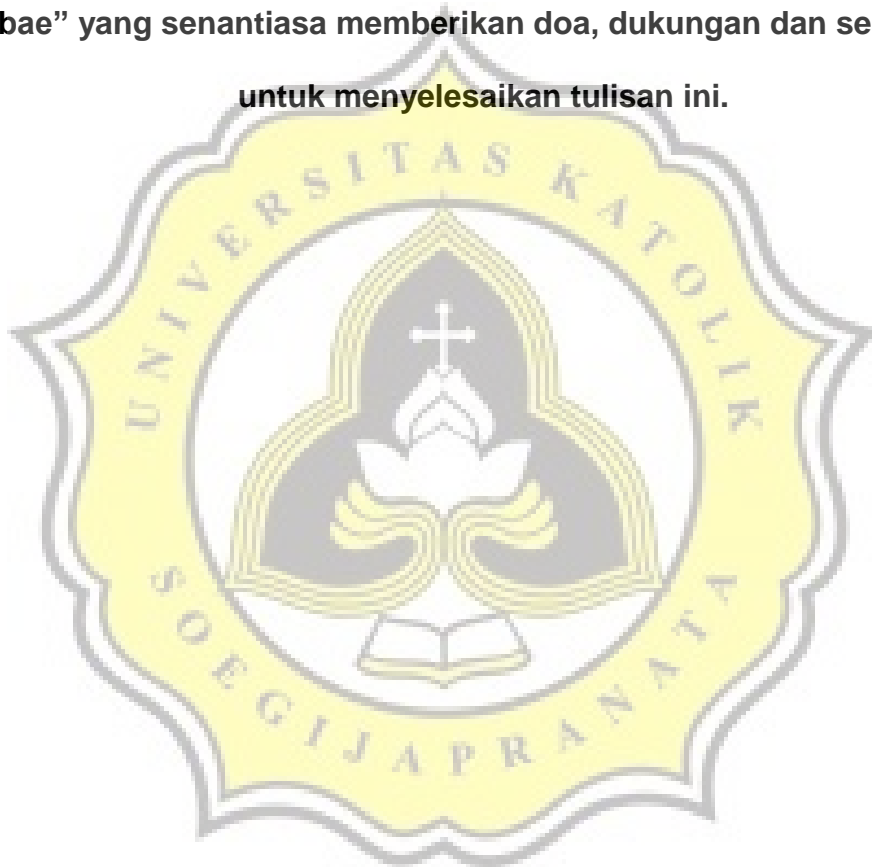 bae” yang senantiasa memberikan doa, dukungan dan se
untuk menyelesaikan tulisan ini.
UNIVERSITAS KATOLIK
SOEGIJAPRANATA